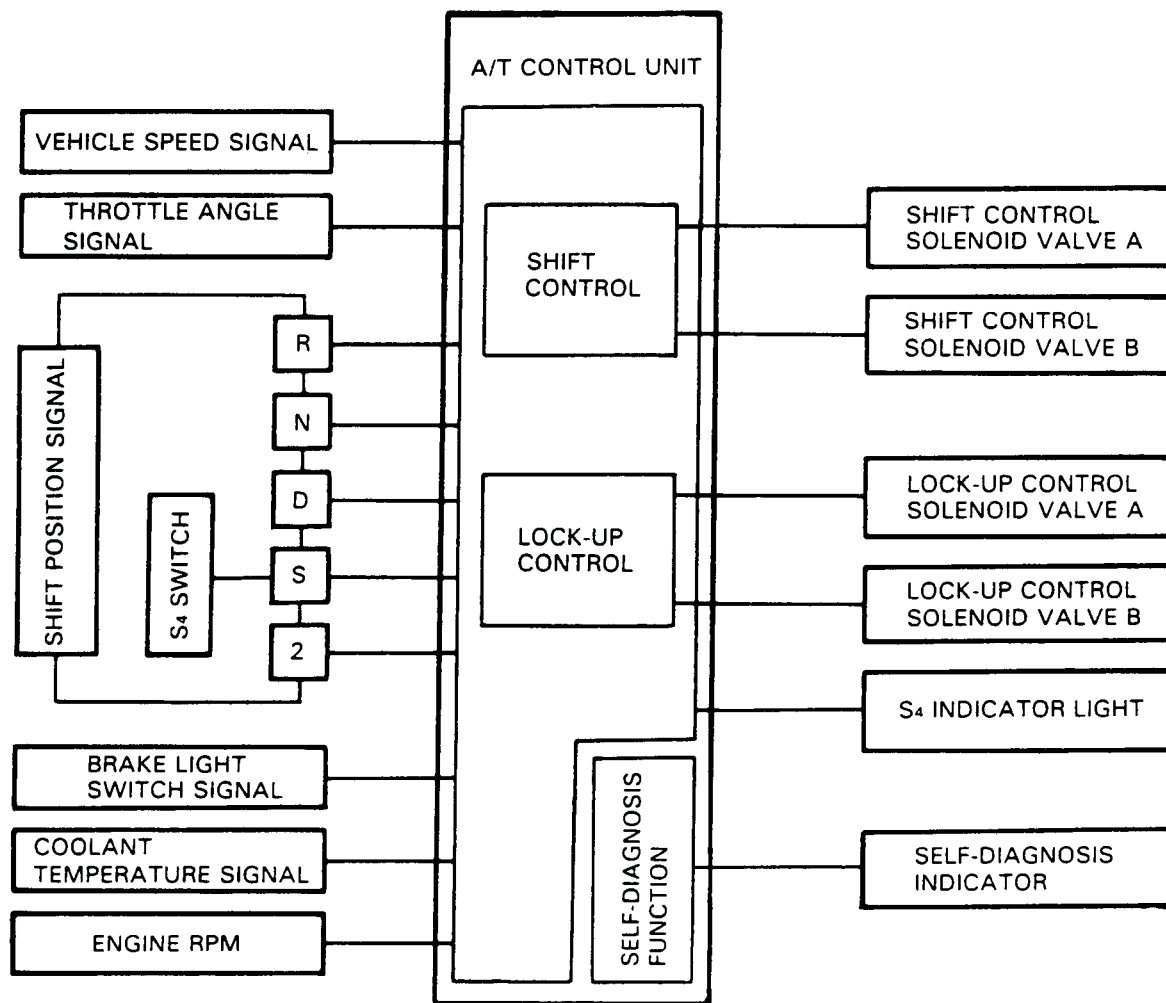 A/T CONTROL UNIT
VEHICLE SPEED SIGNAL
THROTTLE ANGLE
SIGNAL
SHIFT POSITION SIGNAL
S4 SWITCH
R
N
D
S
2
BRAKE LIGHT
SWITCH SIGNAL
COOLANT
TEMPERATURE SIGNAL
ENGINE RPM
SHIFT
CONTROL
LOCK-UP
CONTROL
SELF-DIAGNOSIS
FUNCTION
SHIFT CONTROL
SOLENOID VALVE A
SHIFT CONTROL
SOLENOID VALVE B
LOCK-UP CONTROL
SOLENOID VALVE A
LOCK-UP CONTROL
SOLENOID VALVE B
S4 INDICATOR LIGHT
SELF-DIAGNOSIS
INDICATOR